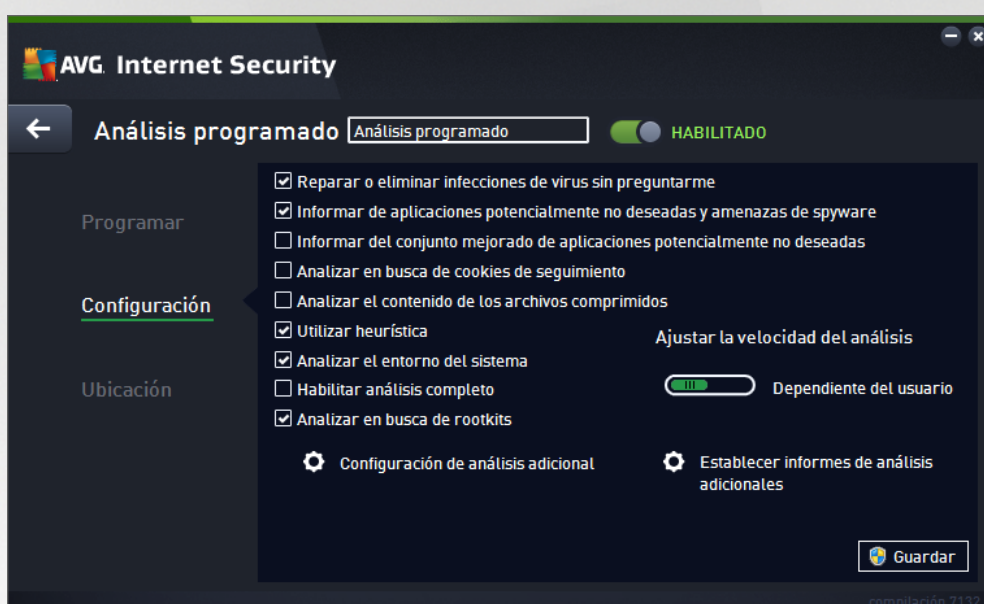 AVG. Internet Security
Análisis programado
Análisis programado
HABILITADO
Programar
Configuración
Ubicación
Reparar o eliminar infecciones de virus sin preguntarme
Informar de aplicaciones potencialmente no deseadas y amenazas de spyware
Informar del conjunto mejorado de aplicaciones potencialmente no deseadas
Analizar en busca de cookies de seguimiento
Analizar el contenido de los archivos comprimidos
Utilizar heurística
Analizar el entorno del sistema
Habilitar análisis completo
Analizar en busca de rootkits
Ajustar la velocidad del análisis
Dependiente del usuario
Configuración de análisis adicional
Establecer informes de análisis
adicionales
Guardar
compilación 7132